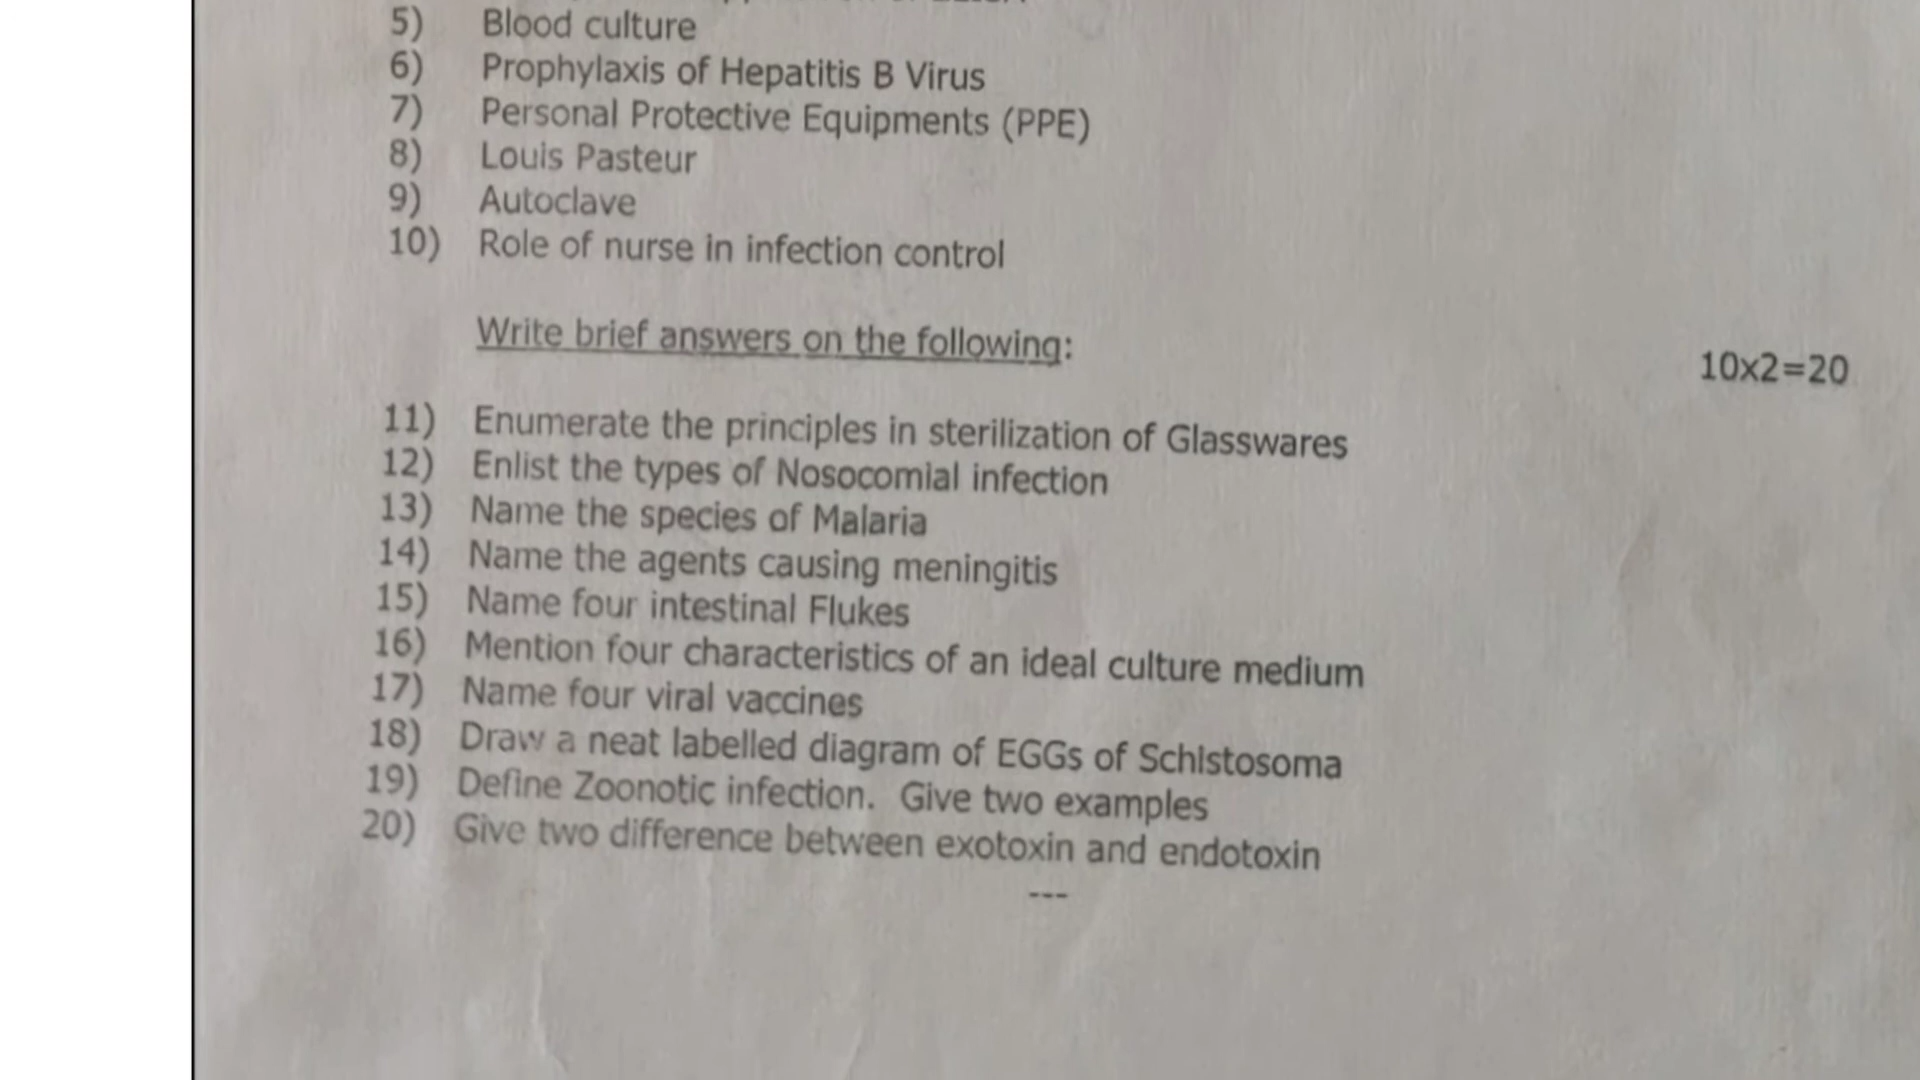 5) Blood culture
6) Prophylaxis of Hepatitis B Virus
7) Personal Protective Equipments (PPE)
8) Louis Pasteur
9) Autoclave
10) Role of nurse in infection control
Write brief answers on the following:
10x2=20
11) Enumerate the principles in sterilization of Glasswares
12) Enlist the types of Nosocomial infection
13) Name the species of Malaria
14) Name the agents causing meningitis
15) Name four intestinal Flukes
16) Mention four characteristics of an ideal culture medium
17) Name four viral vaccines
18) Draw a neat labelled diagram of EGGs of Schistosoma
19) Define Zoonotic infection. Give two examples
20) Give two difference between exotoxin and endotoxin
---